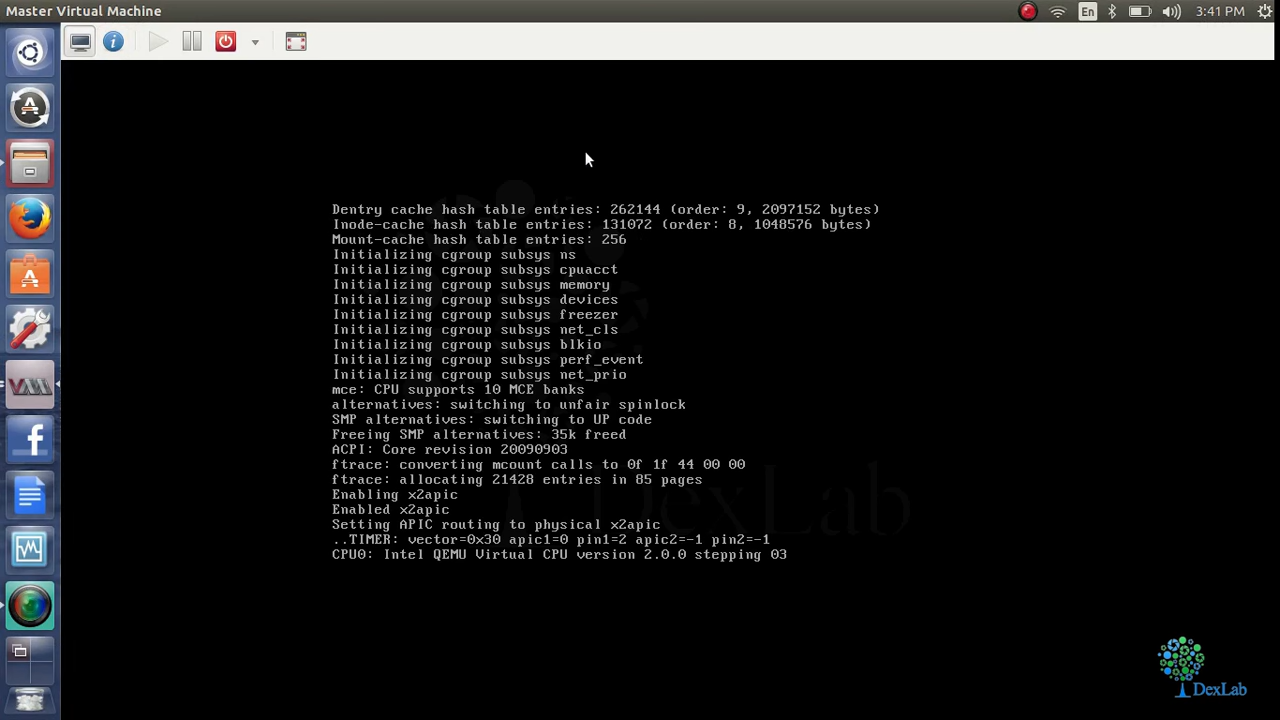 Master Virtual Machine
En
3:41 PM
Dentry cache hash table entries: 262144 (order: 9, 2097152 bytes)
Inode-cache hash table entries: 131072 (order: 8, 1048576 bytes)
Mount-cache hash table entries: 256
Initializing cgroup subsys ns
Initializing cgroup subsys cpuacct
Initializing cgroup subsys memory
Initializing cgroup subsys devices
Initializing cgroup subsys freezer
Initializing cgroup subsys net_cls
Initializing cgroup subsys blkio
Initializing cgroup subsys perf_event
Initializing cgroup subsys net_prio
mce: CPU supports 10 MCE banks
alternatives: switching to unfair spinlock
SMP alternatives: switching to UP code
Freeing SMP alternatives: 35k freed
ACPI: Core revision 20090903
ftrace: converting mcount calls to 0f 1f 44 00 00
ftrace: allocating 21428 entries in 85 pages
Enabling x2apic
Enabled x2apic
Setting APIC routing to physical x2apic
..TIMER: vector=0x30 apic1=0 pin1=2 apic2=-1 pin2=-1
CPU0: Intel QEMU Virtual CPU version 2.0.0 stepping 03
DexLab
DexLab